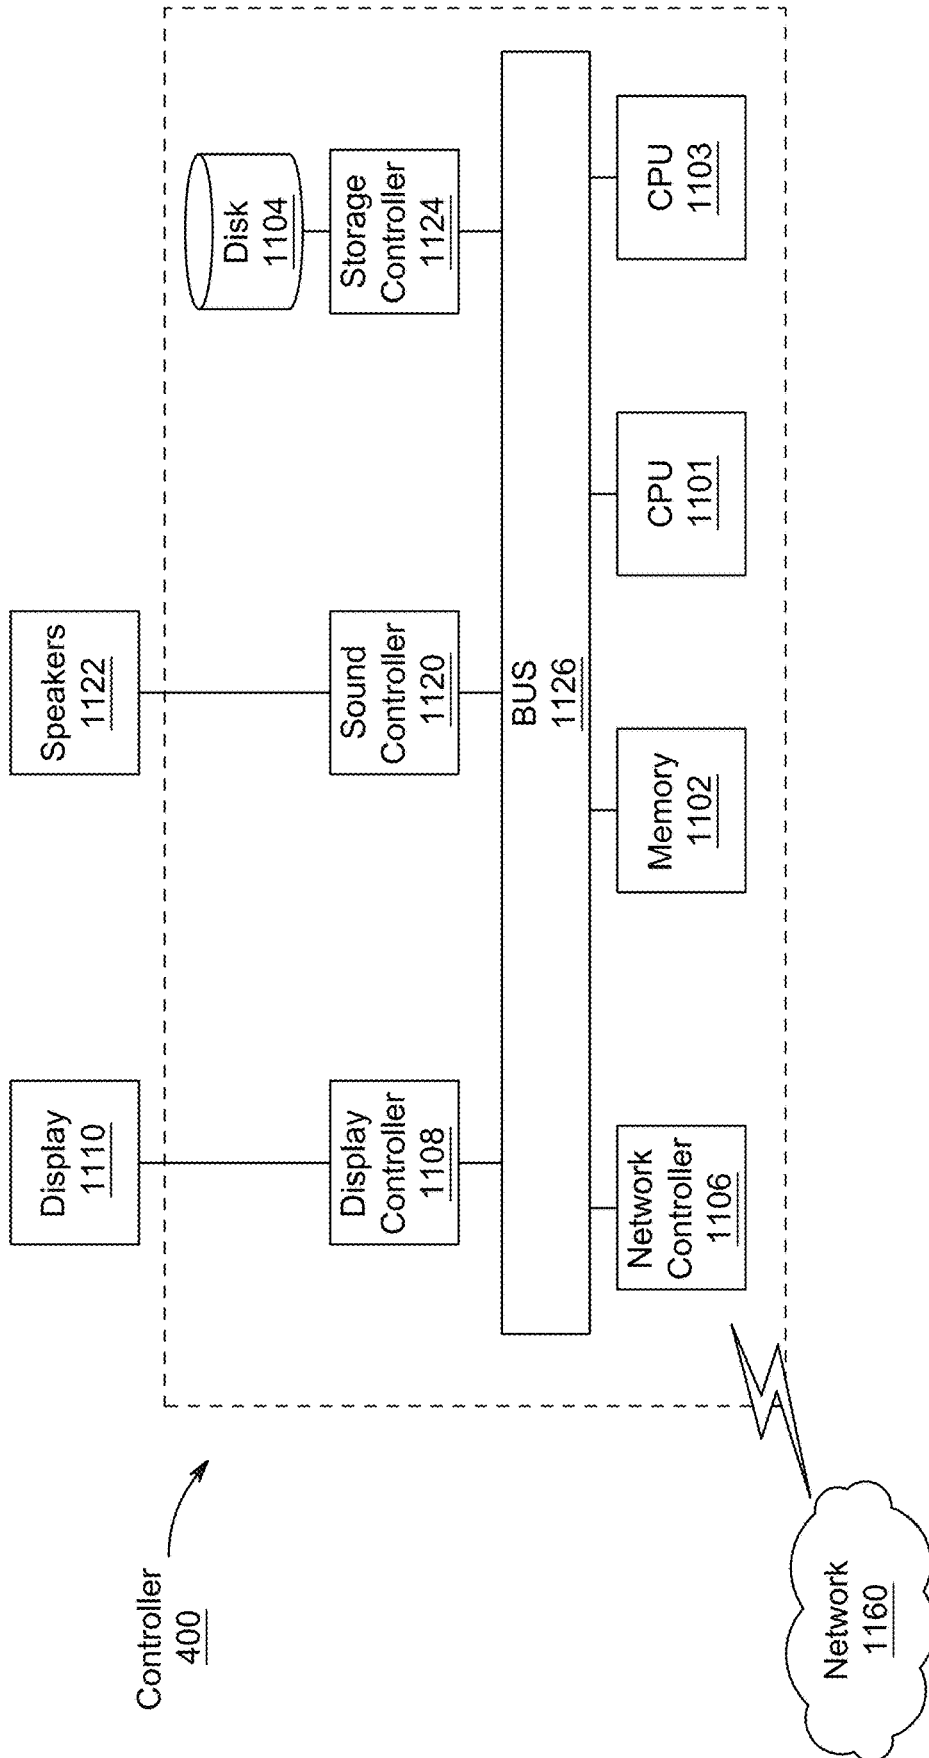 Controller
400
Display
1110
Speakers
1122
Disk
1104
Display
Controller
1108
Sound
Controller
1120
Storage
Controller
1124
BUS
1126
Network
Controller
1106
Memory
1102
CPU
1101
CPU
1103
Network
1160